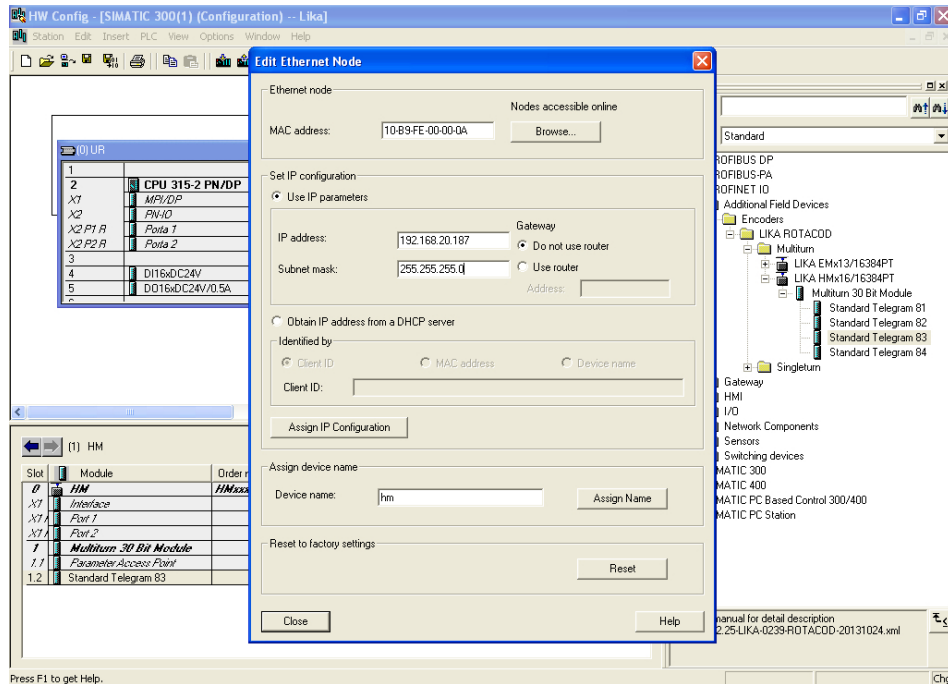 HW Config - [SIMATIC 300(1) (Configuration) -- Lika]
Station Edit Insert PLC View Options Window Help
(0) UR
1
2 CPU 315-2 PN/DP
X1 MPI/DP
X2 PN-IO
X2 P1 R Porta 1
X2 P2 R Porta 2
3
4 DI16xDC24V
5 DO16xDC24V/0.5A
(1) HM
Slot Module Order
0 HM HMxxx
X1 Interface
X1 Port 1
X1 Port 2
1 Multiturn 30 Bit Module
1.1 Parameter Access Point
1.2 Standard Telegram 83
Press F1 to get Help.
Edit Ethernet Node
Ethernet node
Nodes accessible online
MAC address: 10-B9-FE-00-00-0A Browse...
Set IP configuration
Use IP parameters
Gateway
IP address: 192.168.20.187 Do not use router
Subnet mask: 255.255.255.0 Use router
Address:
Obtain IP address from a DHCP server
Identified by
Client ID MAC address Device name
Client ID:
Assign IP Configuration
Assign device name
Device name: hm Assign Name
Reset to factory settings
Reset
Close Help
Standard
ROFIBUS DP
ROFIBUS-PA
ROFINET IO
Additional Field Devices
Encoders
LIKA ROTACOD
Multiturn
LIKA EMx13/16384PT
LIKA HMx16/16384PT
Multiturn 30 Bit Module
Standard Telegram 81
Standard Telegram 82
Standard Telegram 83
Standard Telegram 84
Singleturn
Gateway
HMI
I/O
Network Components
Sensors
Switching devices
MATIC 300
MATIC 400
MATIC PC Based Control 300/400
MATIC PC Station
manual for detail description
2.25-LIKA-0239-ROTACOD-20131024.xml
Chg